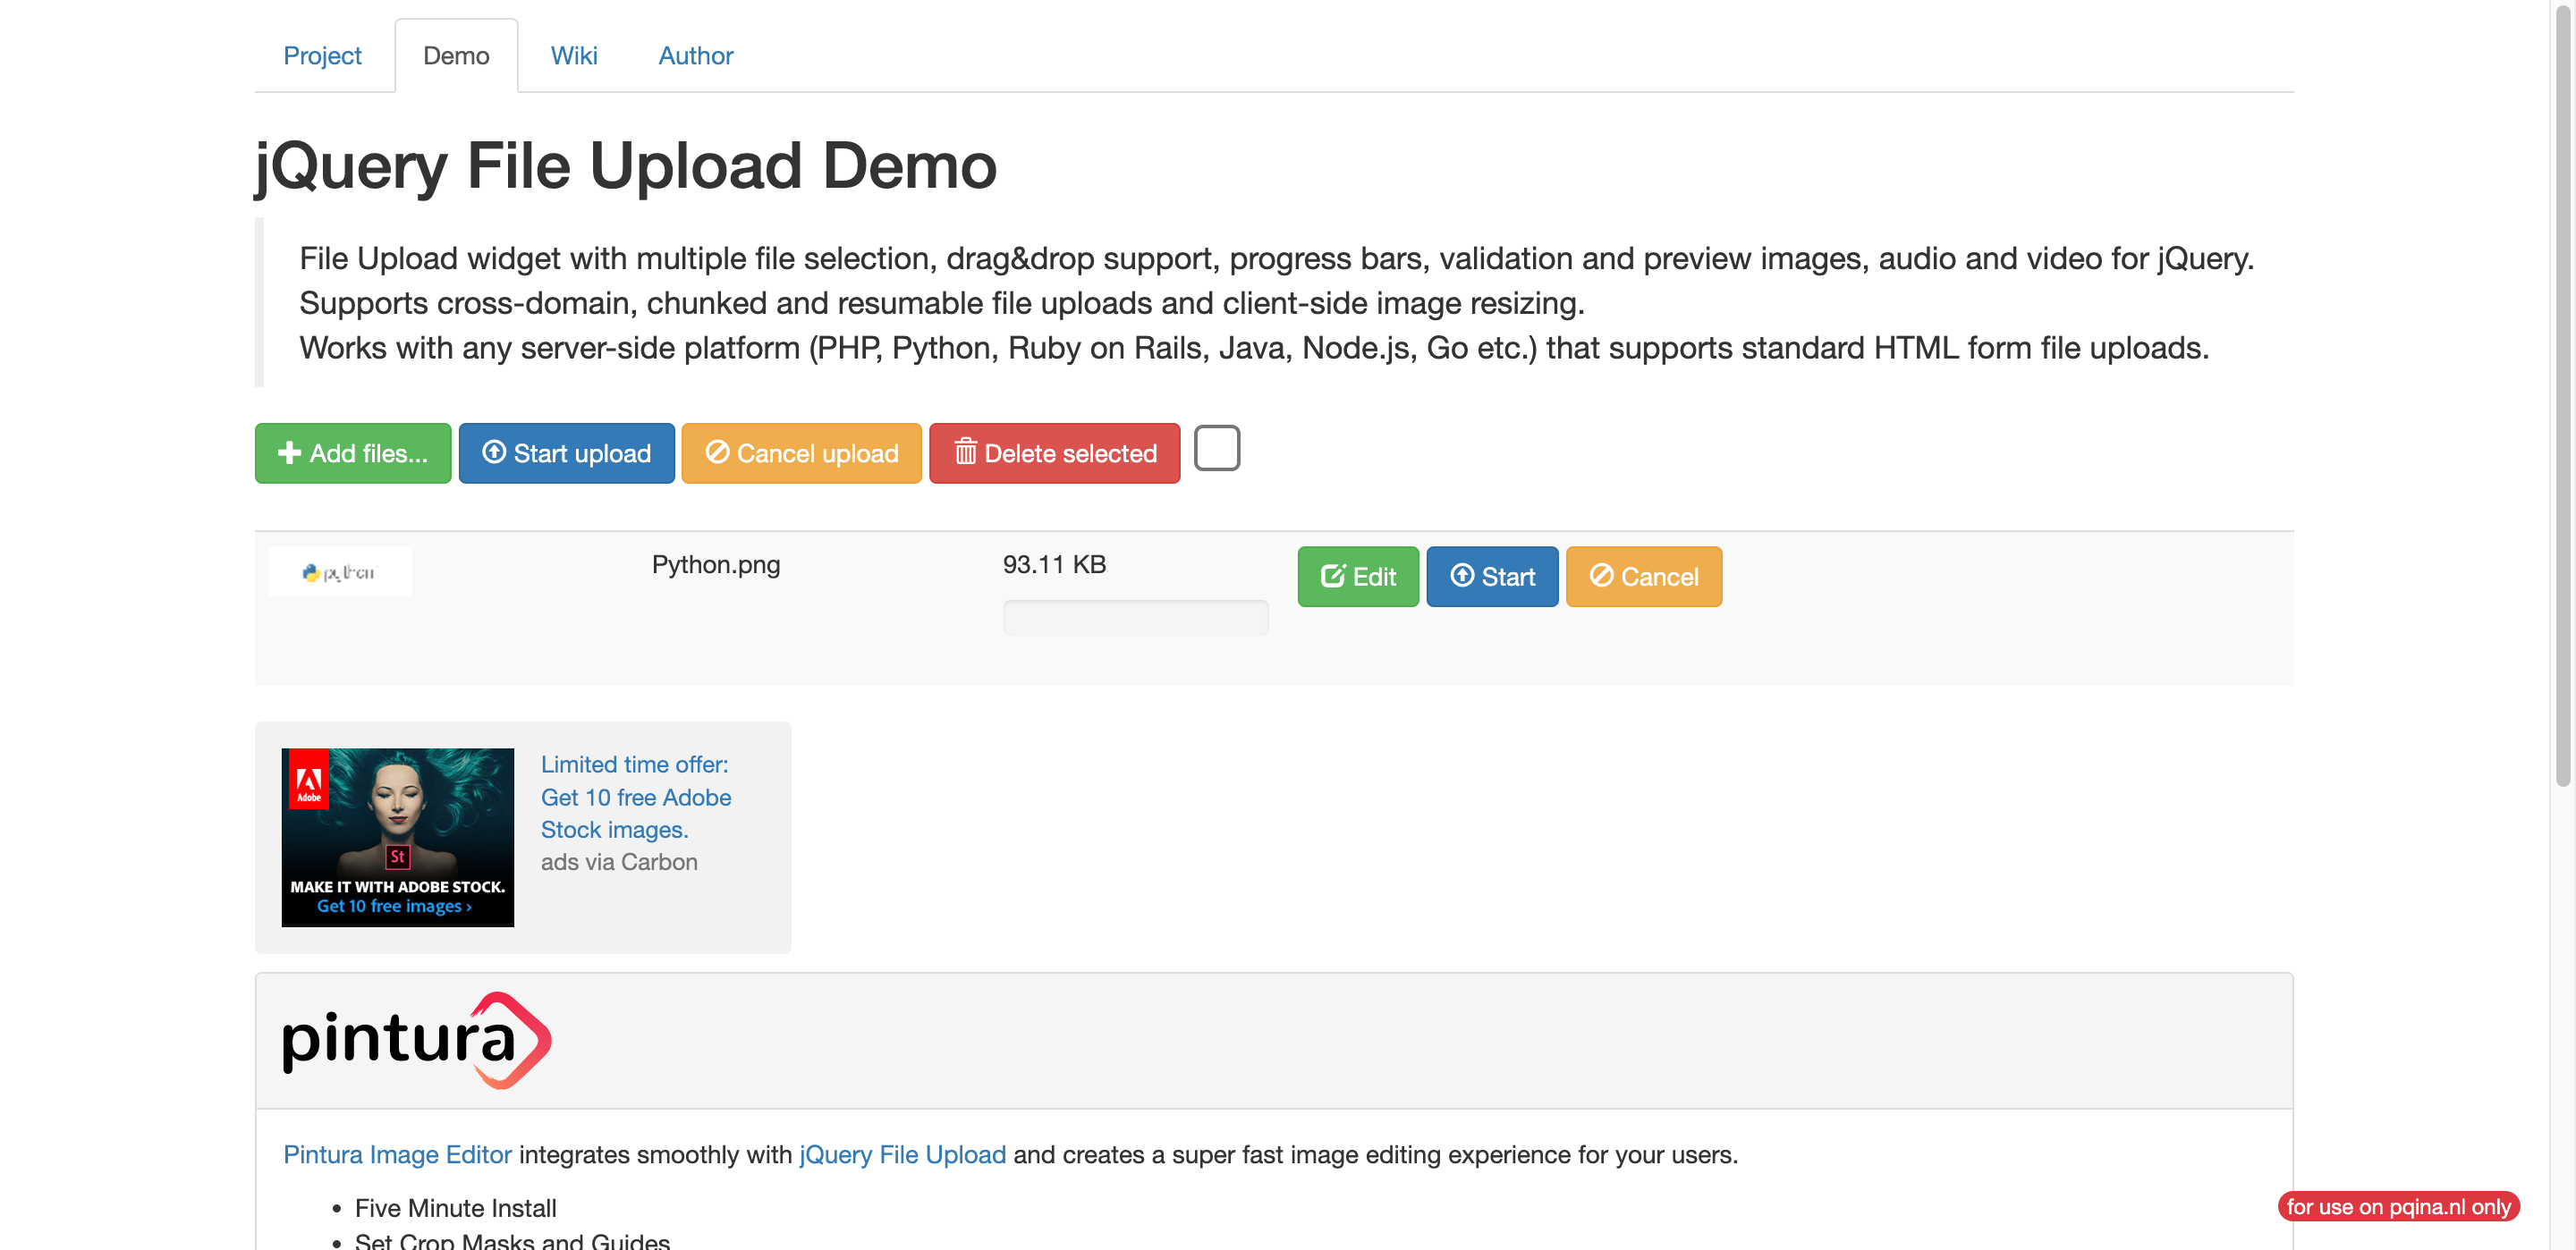 Project Demo Wiki Author
jQuery File Upload Demo
File Upload widget with multiple file selection, drag&drop support, progress bars, validation and preview images, audio and video for jQuery.
Supports cross-domain, chunked and resumable file uploads and client-side image resizing.
Works with any server-side platform (PHP, Python, Ruby on Rails, Java, Node.js, Go etc.) that supports standard HTML form file uploads.
Add files... Start upload Cancel upload Delete selected
python Python.png 93.11 KB Edit Start Cancel
Adobe
St
MAKE IT WITH ADOBE STOCK.
Get 10 free images ›
Limited time offer:
Get 10 free Adobe
Stock images.
ads via Carbon
pintura
Pintura Image Editor integrates smoothly with jQuery File Upload and creates a super fast image editing experience for your users.
• Five Minute Install
• Set Crop Masks and Guides
for use on pqina.nl only